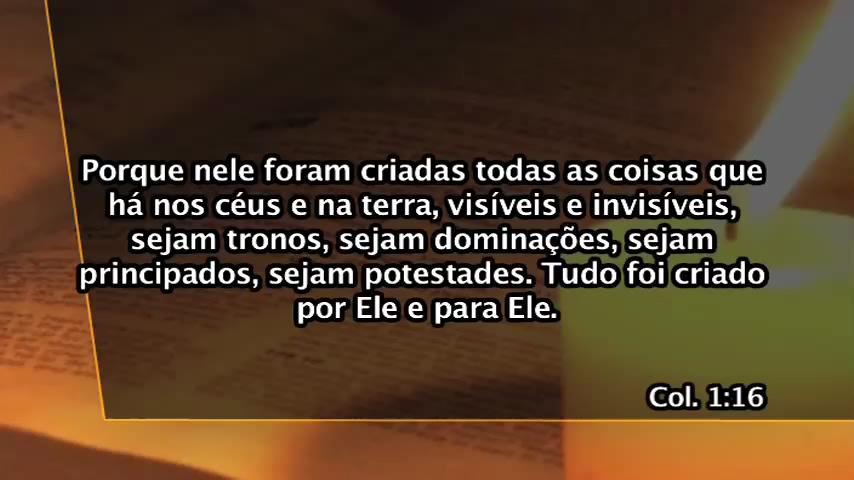 Porque nele foram criadas todas as coisas que
há nos céus e na terra, visíveis e invisíveis,
sejam tronos, sejam dominações, sejam
principados, sejam potestades. Tudo foi criado
por Ele e para Ele.
Col. 1:16